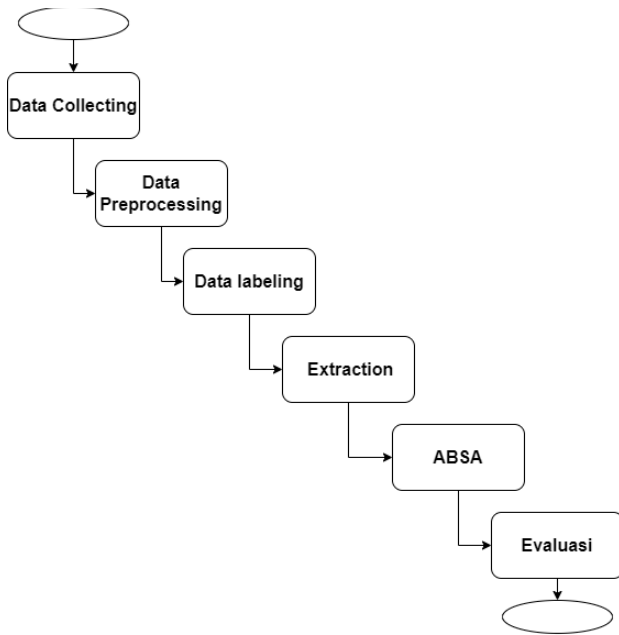 Data Collecting
Data
Preprocessing
Data labeling
Extraction
ABSA
Evaluasi